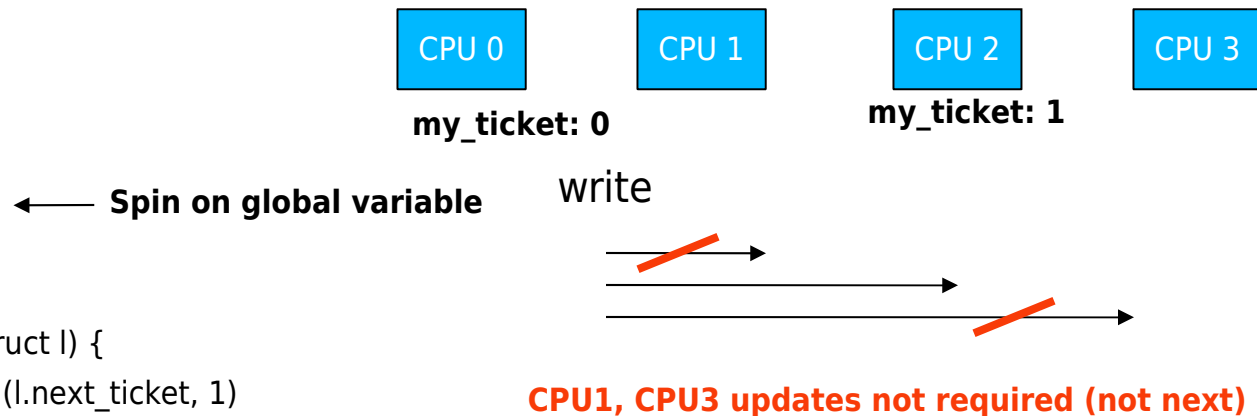 CPU 0 CPU 1 CPU 2 CPU 3
my_ticket: 0 my_ticket: 1
Spin on global variable write
ruct l) {
(l.next_ticket, 1)
CPU1, CPU3 updates not required (not next)